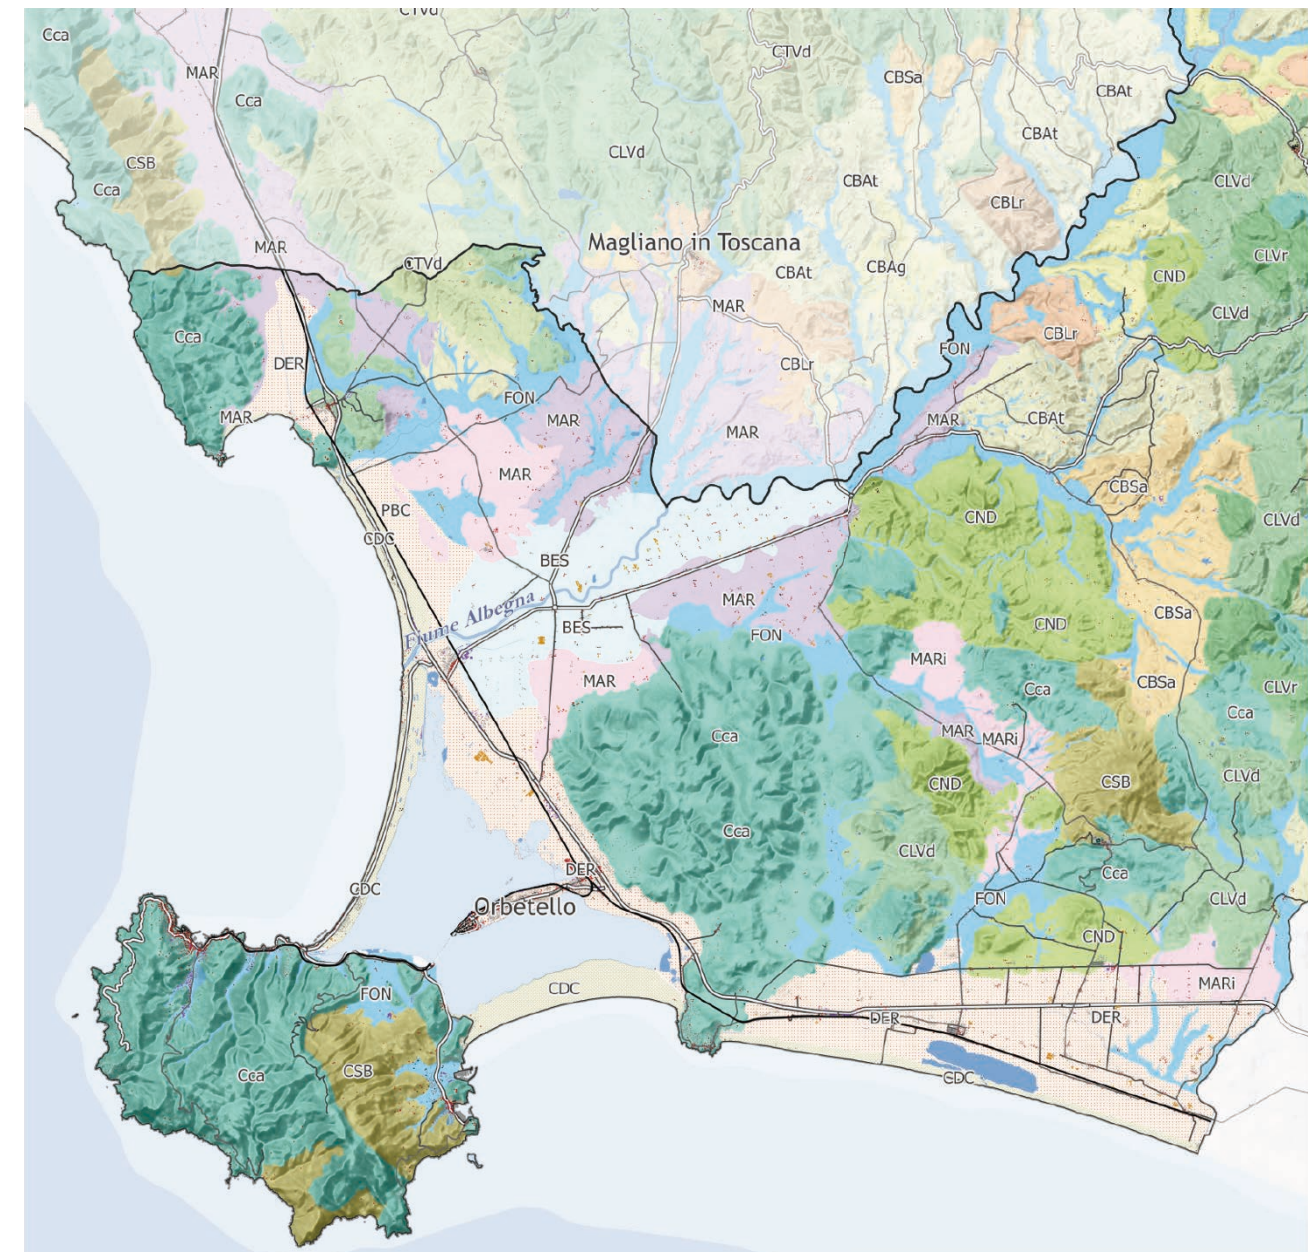 CTVd
Cca
CTVd
MAR
CBSa
CBAt
Cca
CBAt
CLVd
CSB
CBAt
CLVd
Cca
CBLr
MAR
Magliano in Toscana
CLVr
CTVd
CBAt
CBAg
CND
MAR
CLVd
Cca
CBLr
FON
DER
CBLr
FON
MAR
MAR
MAR
CBAt
MAR
MAR
CBSa
PBC
CND
CLVd
CDC
BES
MAR
Fiume Albegna
CBSa
BES
FON
CND
MARi
MAR
CBSa
CLVr
Cca
Cca
MAR
Cca
MARi
CLVd
CND
CSB
Cca
CLVd
DER
Cca
CDC
FON
CLVd
Orbetello
CND
MARi
CDC
FON
DER
DER
Cca
CSB
CDC